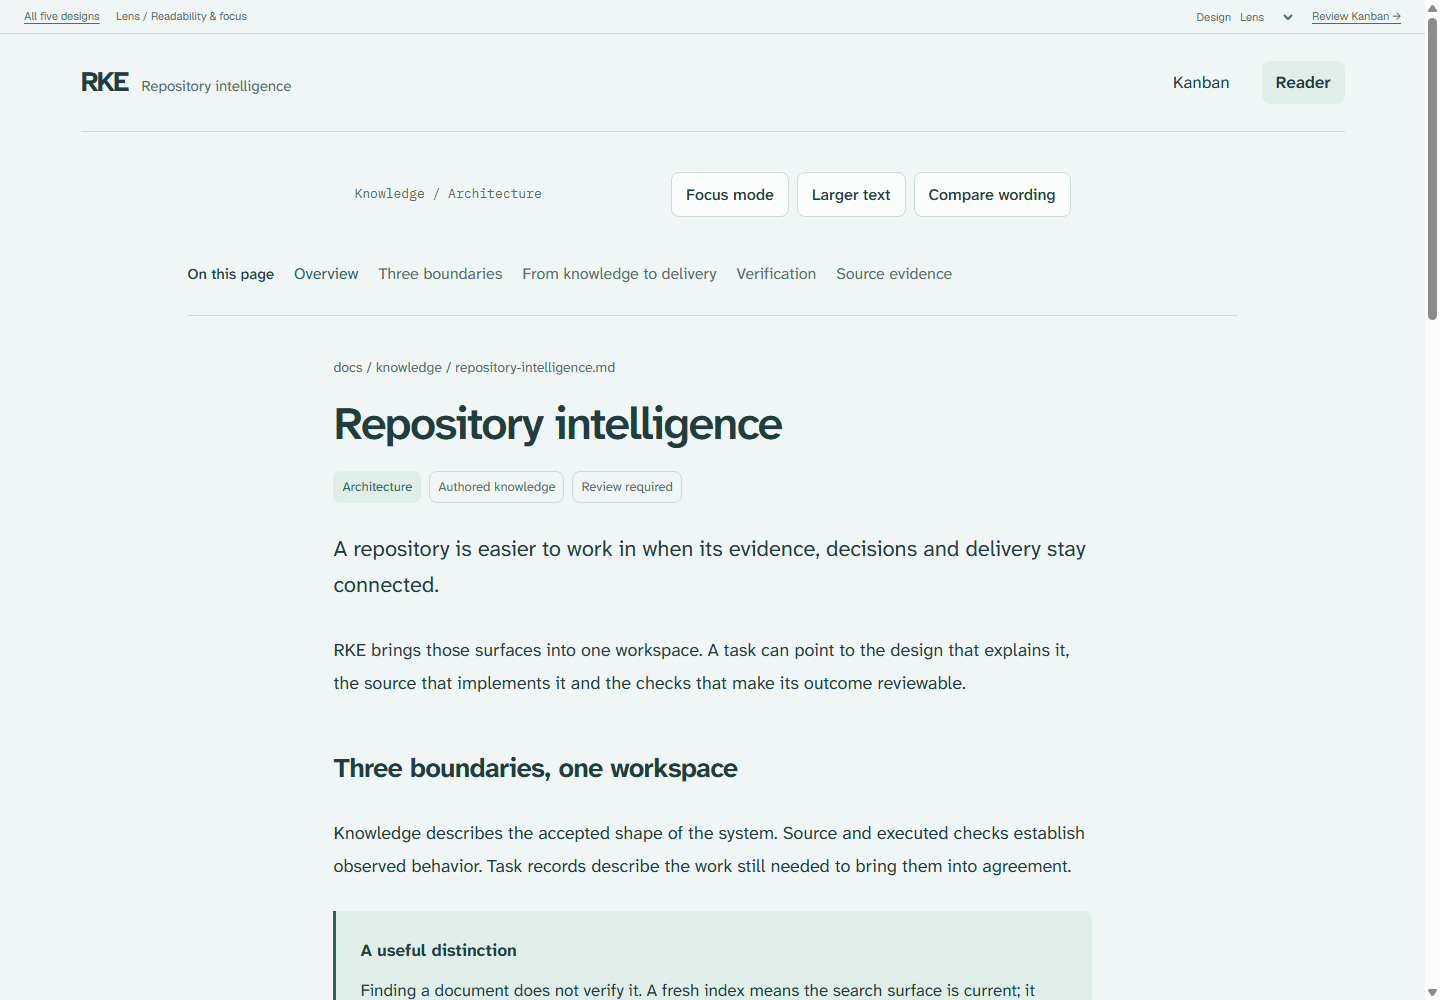 All five designs Lens / Readability & focus Design Lens Review Kanban →
RKE Repository intelligence Kanban Reader
Knowledge / Architecture Focus mode Larger text Compare wording
On this page Overview Three boundaries From knowledge to delivery Verification Source evidence
docs / knowledge / repository-intelligence.md
Repository intelligence
Architecture Authored knowledge Review required
A repository is easier to work in when its evidence, decisions and delivery stay
connected.
RKE brings those surfaces into one workspace. A task can point to the design that explains it,
the source that implements it and the checks that make its outcome reviewable.
Three boundaries, one workspace
Knowledge describes the accepted shape of the system. Source and executed checks establish
observed behavior. Task records describe the work still needed to bring them into agreement.
A useful distinction
Finding a document does not verify it. A fresh index means the search surface is current; it